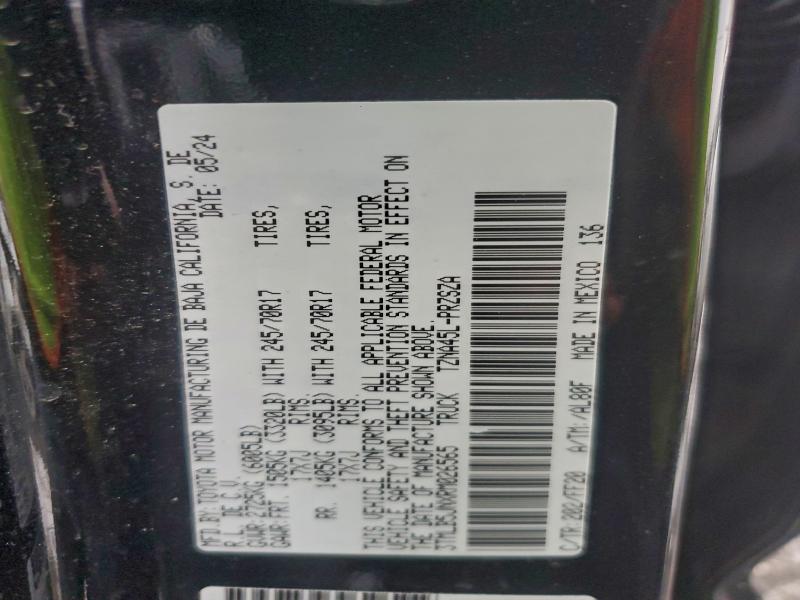 MFD.BY:TOYOTA MOTOR MANUFACTURING DE BAJA CALIFORNIA, S. DE
R.L. DE C.V. DATE: 05/24
GVWR: 2725KG (6005LB)
GAWR: FRT. 1505KG (3320LB) WITH 245/70R17 TIRES,
17X7J RIMS.
RR. 1405KG (3095LB) WITH 245/70R17 TIRES,
17X7J RIMS.
THIS VEHICLE CONFORMS TO ALL APPLICABLE FEDERAL MOTOR
VEHICLE SAFETY AND THEFT PREVENTION STANDARDS IN EFFECT ON
THE DATE OF MANUFACTURE SHOWN ABOVE.
3TMLB5JNXRM026565 TRUCK TZNA45L-PRZSZA
C/TR:202/FF20 A/TM:/AL80F MADE IN MEXICO 136